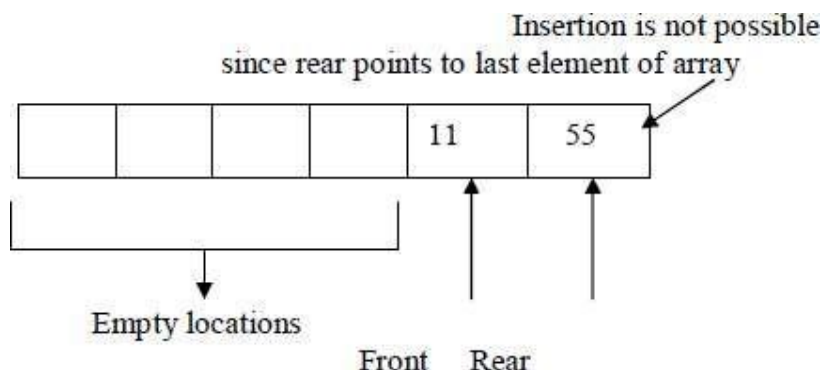 Insertion is not possible
since rear points to last element of array
11 55
Empty locations
Front Rear